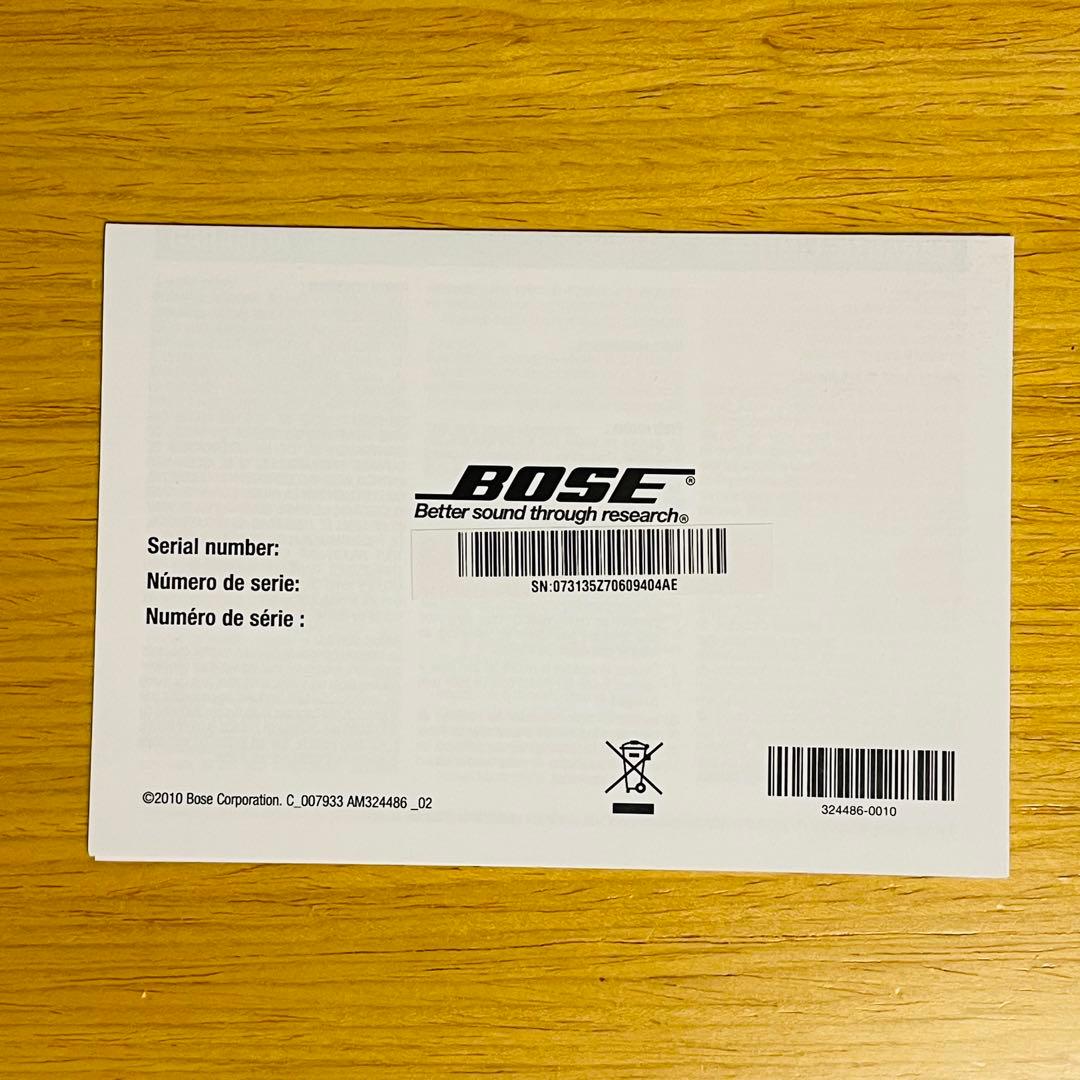 BOSE®
Better sound through research®
SN:073135Z70609404AE
Serial number:
Número de serie:
Numéro de série :
©2010 Bose Corporation. C_007933 AM324486 _02
324486-0010